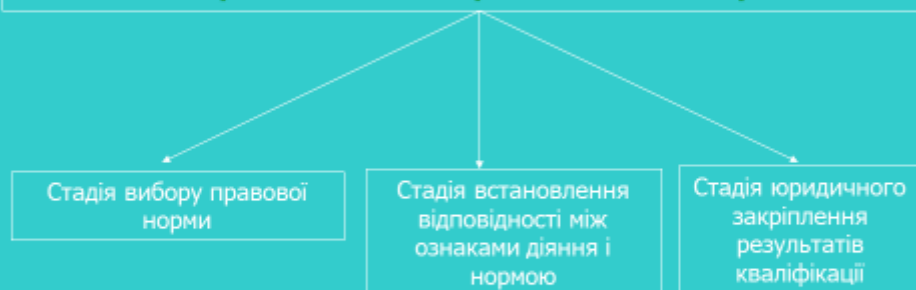 Стадія вибору правової
норми
Стадія встановлення
відповідності між
ознаками діяння і
нормою
Стадія юридичного
закріплення
результатів
кваліфікації